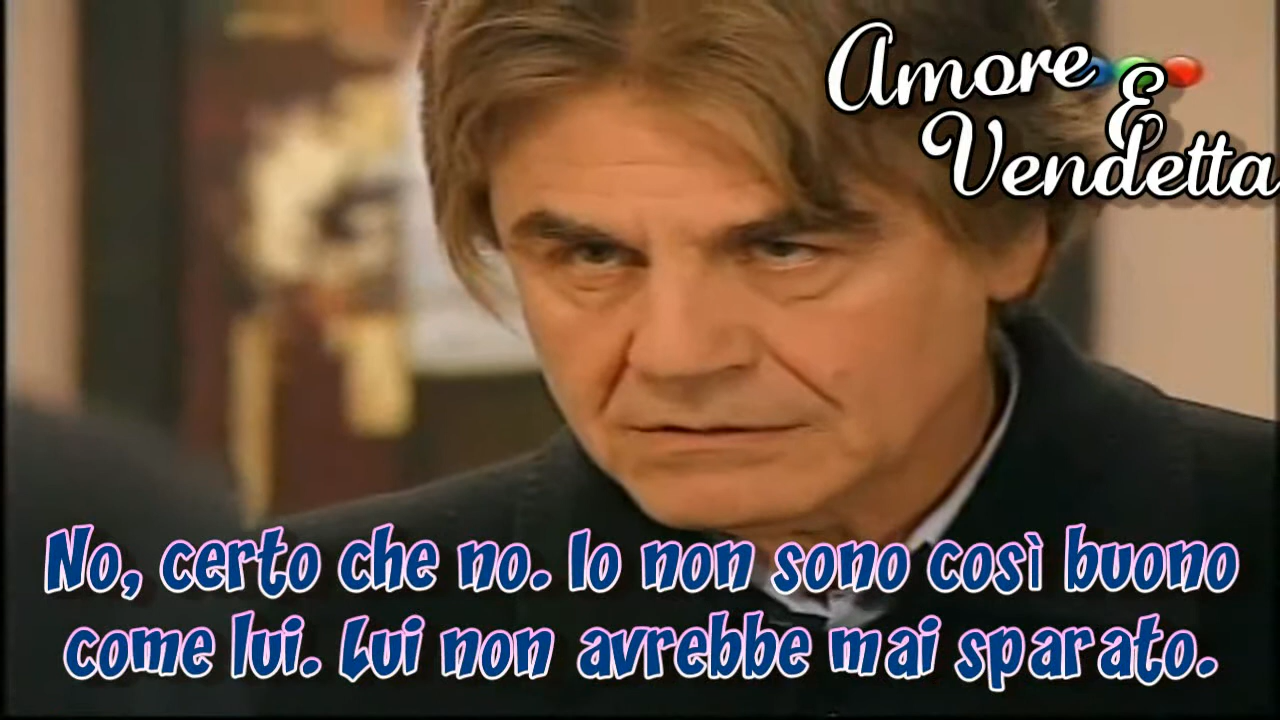 Amore
E
Vendetta
No, certo che no. Io non sono così buono
come lui. Lui non avrebbe mai sparato.